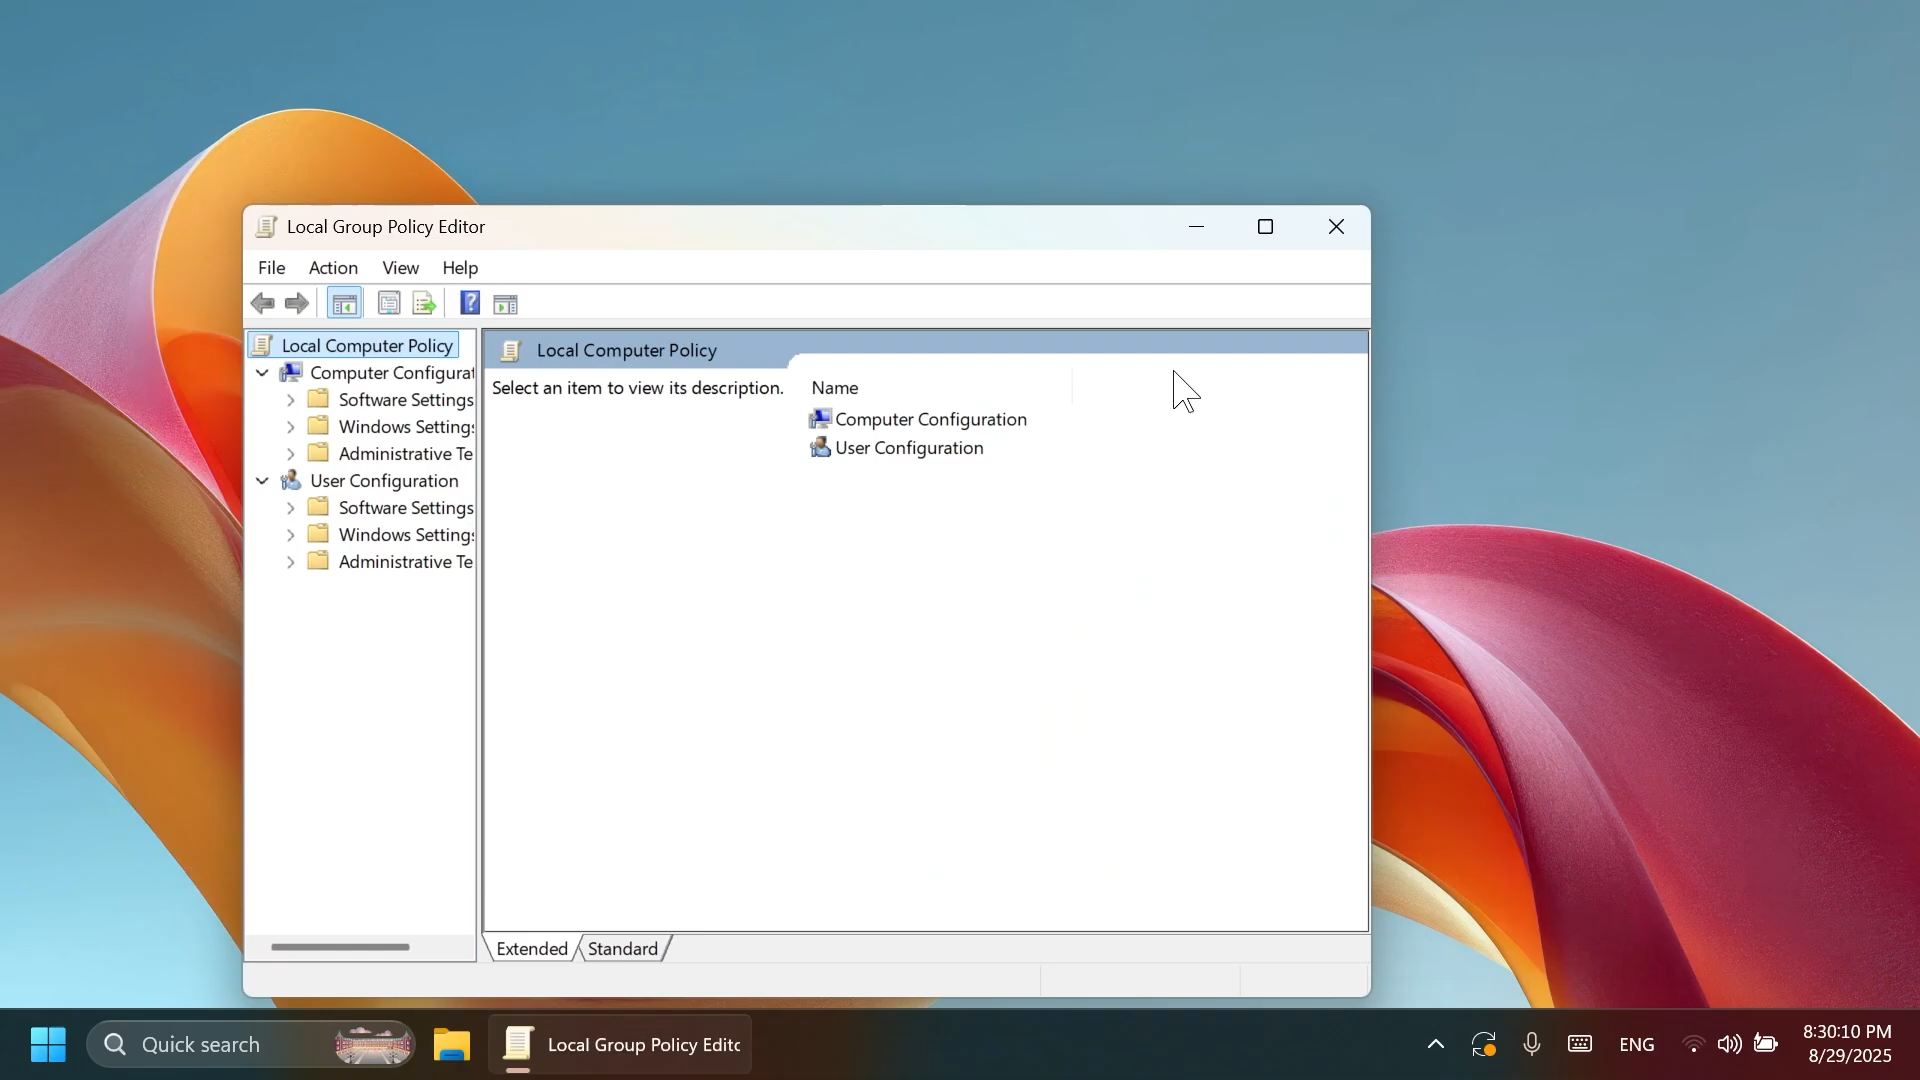 Local Group Policy Editor
File Action View Help
Local Computer Policy
Computer Configurat
Software Settings
Windows Setting
Administrative Te
User Configuration
Software Settings
Windows Setting
Administrative Te
Local Computer Policy
Select an item to view its description.
Name
Computer Configuration
User Configuration
Extended Standard
Quick search
Local Group Policy Edito
ENG
8:30:10 PM
8/29/2025